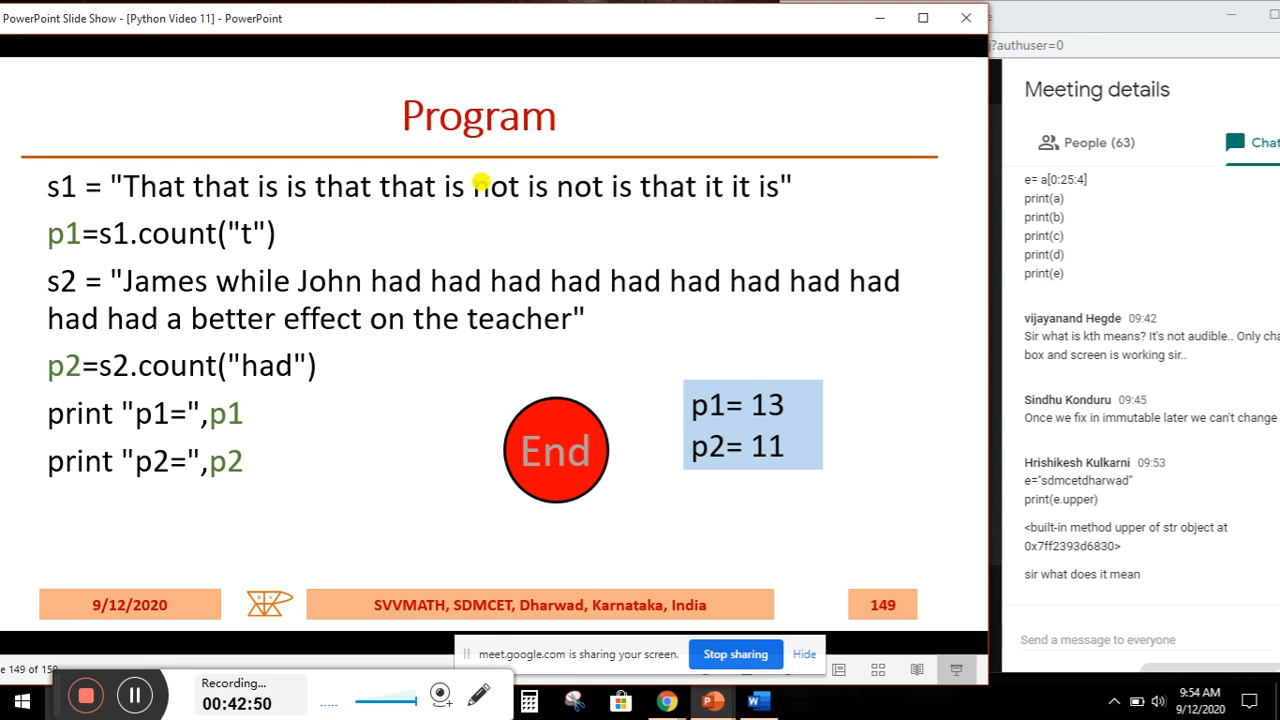 PowerPoint Slide Show - [Python Video 11] - PowerPoint
?authuser=0
Program
s1 = "That that is is that that is not is not is that it it is"
p1=s1.count("t")
s2 = "James while John had had had had had had had had had
had had a better effect on the teacher"
p2=s2.count("had")
print "p1=",p1
print "p2=",p2
End
p1= 13
p2= 11
9/12/2020
SVVMATH, SDMCET, Dharwad, Karnataka, India
149
Meeting details
People (63)
Chat
e= a[0:25:4]
print(a)
print(b)
print(c)
print(d)
print(e)
vijayanand Hegde 09:42
Sir what is kth means? It's not audible.. Only cha
box and screen is working sir..
Sindhu Konduru 09:45
Once we fix in immutable later we can't change
Hrishikesh Kulkarni 09:53
e="sdmcetdharwad"
print(e.upper)
<built-in method upper of str object at
0x7ff2393d6830>
sir what does it mean
Send a message to everyone
meet.google.com is sharing your screen.
Stop sharing
Hide
e 149 of 159
Recording...
00:42:50
9:54 AM
9/12/2020